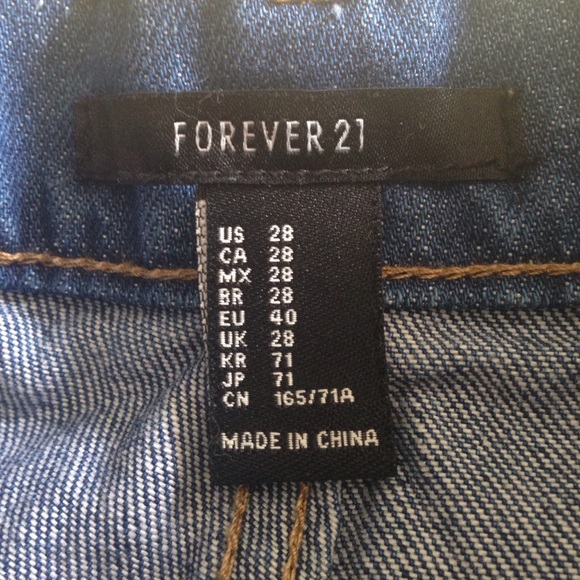 FOREVER 21
US 28
CA 28
MX 28
BR 28
EU 40
UK 28
KR 71
JP 71
CN 165/71A
MADE IN CHINA